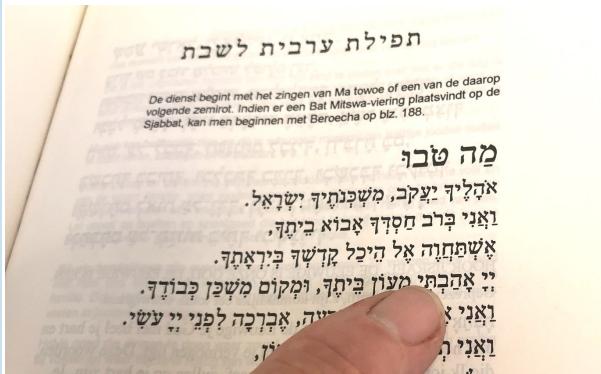 תפילת ערבית לשבת
De dienst begint met het zingen van Ma towoe of een van de daarop
volgende zemirot. Indien er een Bat Mitswa-viering plaatsvindt op de
Sjabbat, kan men beginnen met Beroecha op blz. 188.
מַה טֹּבוּ
אֹהָלֶיךָ יַעֲקֹב, מִשְׁכְּנֹתֶיךָ יִשְׂרָאֵל.
וַאֲנִי בְּרֹב חַסְדְּךָ אָבוֹא בֵיתֶךָ,
אֶשְׁתַּחֲוֶה אֶל הֵיכַל קָדְשְׁךָ בְּיִרְאָתֶךָ.
יְיָ אָהַבְתִּי מְעוֹן בֵּיתֶךָ, וּמְקוֹם מִשְׁכַּן כְּבוֹדֶךָ.
וַאֲנִי אֶבְרְכָה לִפְנֵי יְיָ עֹשִׂי.
וַאֲנִי